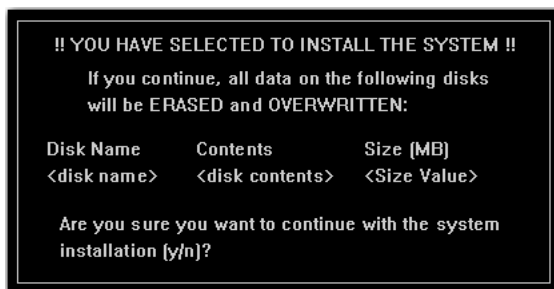 !! YOU HAVE SELECTED TO INSTALL THE SYSTEM !!
If you continue, all data on the following disks
will be ERASED and OVERWRITTEN:
Disk Name Contents Size (MB)
<disk name> <disk contents> <Size Value>
Are you sure you want to continue with the system
installation (y/n)?